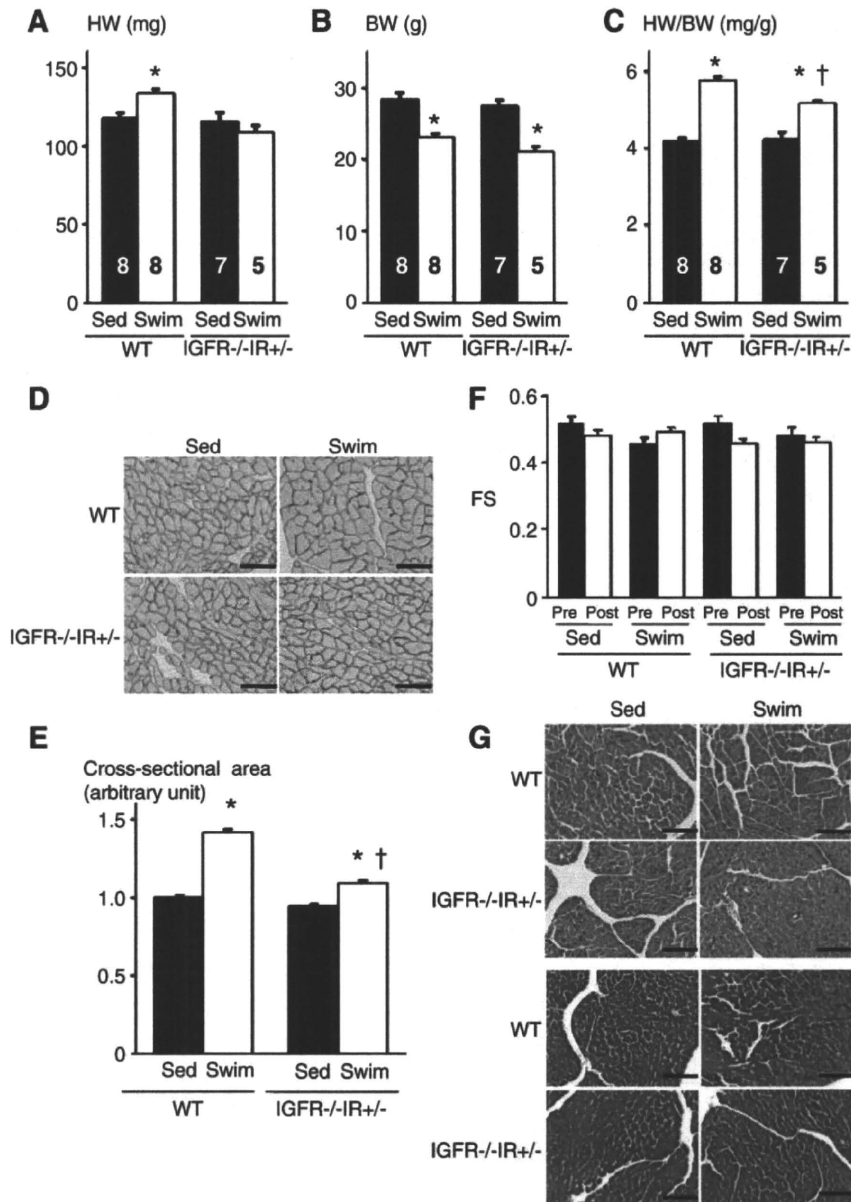 A HW (mg)
150
100
50
0
8 8 7 5
Sed Swim Sed Swim
WT IGFR-/-IR+/-
B BW (g)
30
20
10
0
8 8 7 5
* *
Sed Swim Sed Swim
WT IGFR-/-IR+/-
C HW/BW (mg/g)
6
4
2
0
* * †
8 8 7 5
Sed Swim Sed Swim
WT IGFR-/-IR+/-
D
Sed Swim
WT
IGFR-/-IR+/-
E
Cross-sectional area
(arbitrary unit)
* * †
1.5
1.0
0.5
0
Sed Swim Sed Swim
WT IGFR-/-IR+/-
F
FS
0.6
0.4
0.2
0
Pre Post Pre Post Pre Post Pre Post
Sed Swim Sed Swim
WT IGFR-/-IR+/-
G
Sed Swim
WT
IGFR-/-IR+/-
WT
IGFR-/-IR+/-